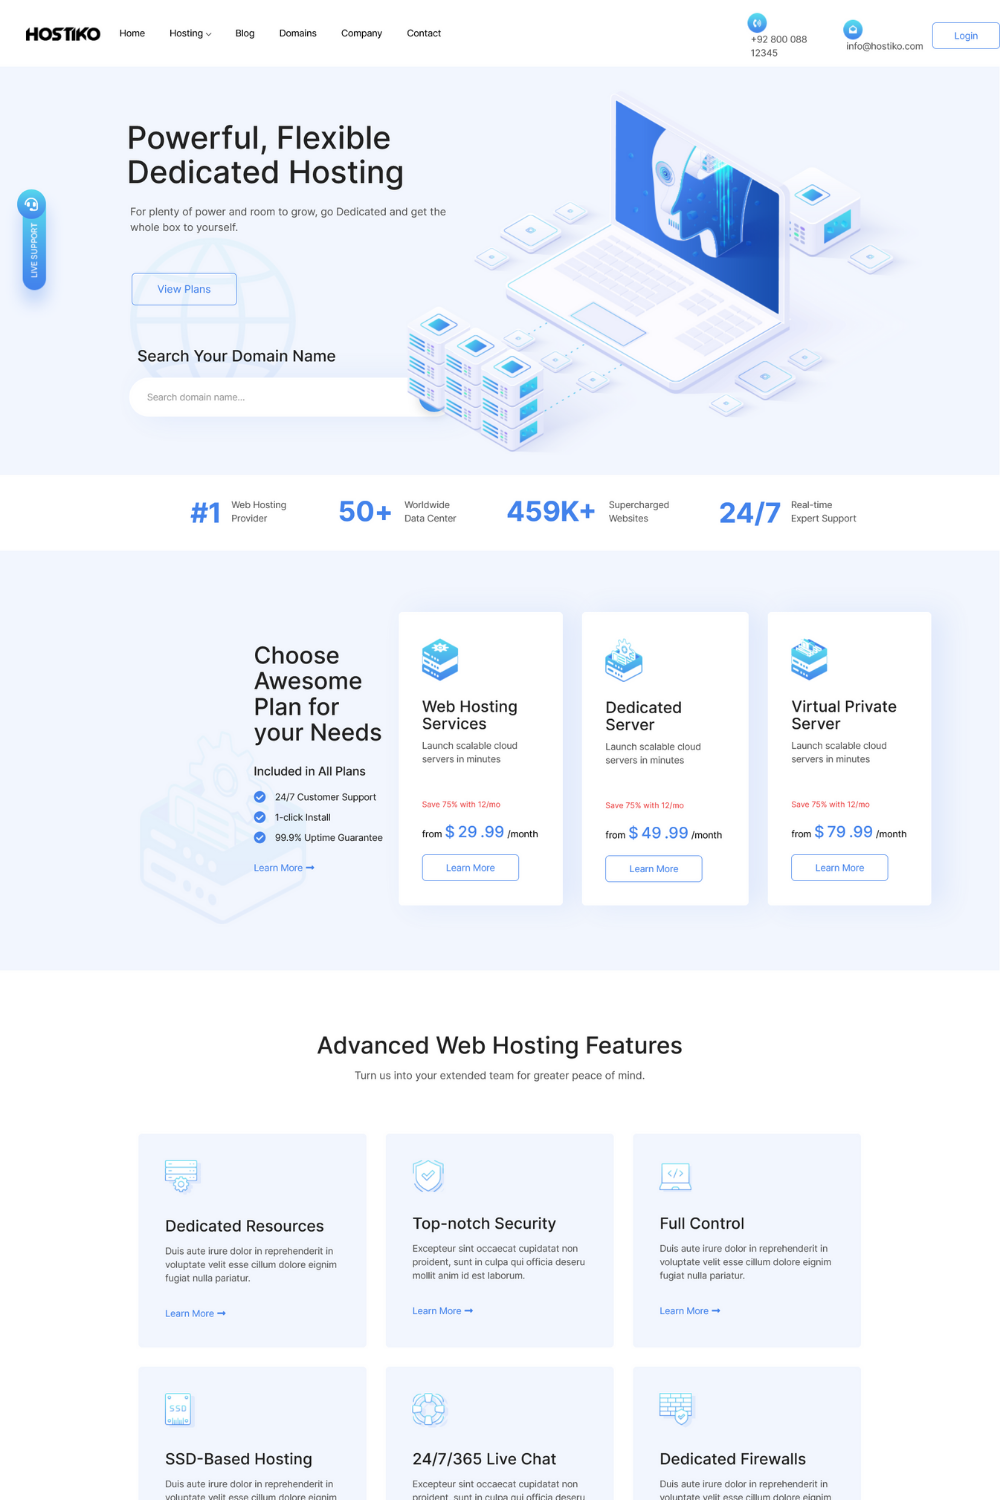 HOSTIKO
Home
Hosting
Blog
Domains
Company
Contact
+92 800 088
12345
info@hostiko.com
Login
Powerful, Flexible
Dedicated Hosting
For plenty of power and room to grow, go Dedicated and get the
whole box to yourself.
LIVE SUPPORT
View Plans
Search Your Domain Name
Search domain name...
#1
Web Hosting
Provider
50+
Worldwide
Data Center
459K+
Supercharged
Websites
24/7
Real-time
Expert Support
Choose
Awesome
Plan for
your Needs
Included in All Plans
24/7 Customer Support
1-click Install
99.9% Uptime Guarantee
Learn More
Web Hosting
Services
Launch scalable cloud
servers in minutes
Save 75% with 12/mo
from $29.99 /month
Learn More
Dedicated
Server
Launch scalable cloud
servers in minutes
Save 75% with 12/mo
from $49.99 /month
Learn More
Virtual Private
Server
Launch scalable cloud
servers in minutes
Save 75% with 12/mo
from $79.99 /month
Learn More
Advanced Web Hosting Features
Turn us into your extended team for greater peace of mind.
Dedicated Resources
Duis aute irure dolor in reprehenderit in
voluptate velit esse cillum dolore eignim
fugiat nulla pariatur.
Learn More
Top-notch Security
Excepteur sint occaecat cupidatat non
proident, sunt in culpa qui officia deseru
mollit anim id est laborum.
Learn More
</>
Full Control
Duis aute irure dolor in reprehenderit in
voluptate velit esse cillum dolore eignim
fugiat nulla pariatur.
Learn More
SSD
SSD-Based Hosting
Duis aute irure dolor in reprehenderit in
voluptate velit esse cillum dolore eignim
24/7/365 Live Chat
Excepteur sint occaecat cupidatat non
proident, sunt in culpa qui officia deseru
Dedicated Firewalls
Duis aute irure dolor in reprehenderit in
voluptate velit esse cillum dolore eignim